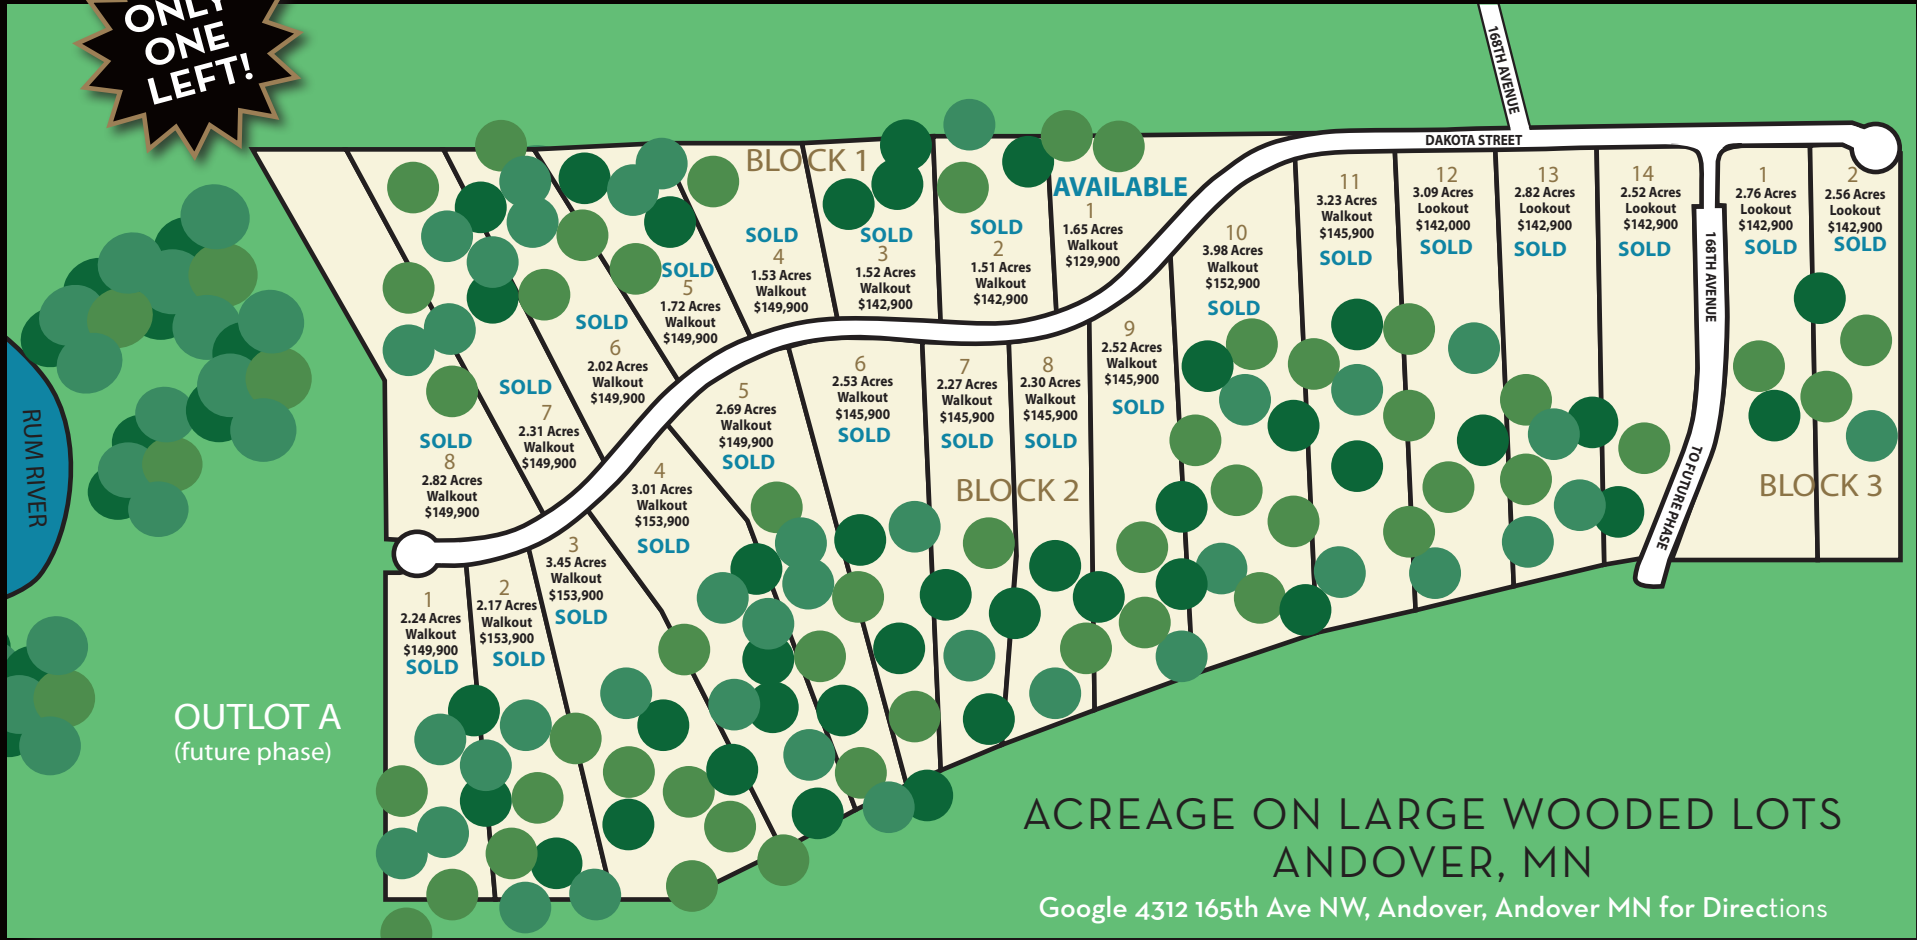 ONLY
ONE
LEFT!
168TH AVENUE
DAKOTA STREET
BLOCK 1
AVAILABLE
1
1.65 Acres
Walkout
$129,900
SOLD
2
1.51 Acres
Walkout
$142,900
SOLD
3
1.52 Acres
Walkout
$142,900
SOLD
4
1.53 Acres
Walkout
$149,900
SOLD
5
1.72 Acres
Walkout
$149,900
SOLD
6
2.02 Acres
Walkout
$149,900
SOLD
7
2.31 Acres
Walkout
$149,900
SOLD
8
2.82 Acres
Walkout
$149,900
RUM RIVER
BLOCK 2
1
2.24 Acres
Walkout
$149,900
SOLD
2
2.17 Acres
Walkout
$153,900
SOLD
3
3.45 Acres
Walkout
$153,900
SOLD
4
3.01 Acres
Walkout
$153,900
SOLD
5
2.69 Acres
Walkout
$149,900
SOLD
6
2.53 Acres
Walkout
$145,900
SOLD
7
2.27 Acres
Walkout
$145,900
SOLD
8
2.30 Acres
Walkout
$145,900
SOLD
9
2.52 Acres
Walkout
$145,900
SOLD
10
3.98 Acres
Walkout
$152,900
SOLD
11
3.23 Acres
Walkout
$145,900
SOLD
12
3.09 Acres
Lookout
$142,000
SOLD
13
2.82 Acres
Lookout
$142,900
SOLD
14
2.52 Acres
Lookout
$142,900
SOLD
168TH AVENUE
TO FUTURE PHASE
1
2.76 Acres
Lookout
$142,900
SOLD
2
2.56 Acres
Lookout
$142,900
SOLD
BLOCK 3
OUTLOT A
(future phase)
ACREAGE ON LARGE WOODED LOTS
ANDOVER, MN
Google 4312 165th Ave NW, Andover, Andover MN for Directions